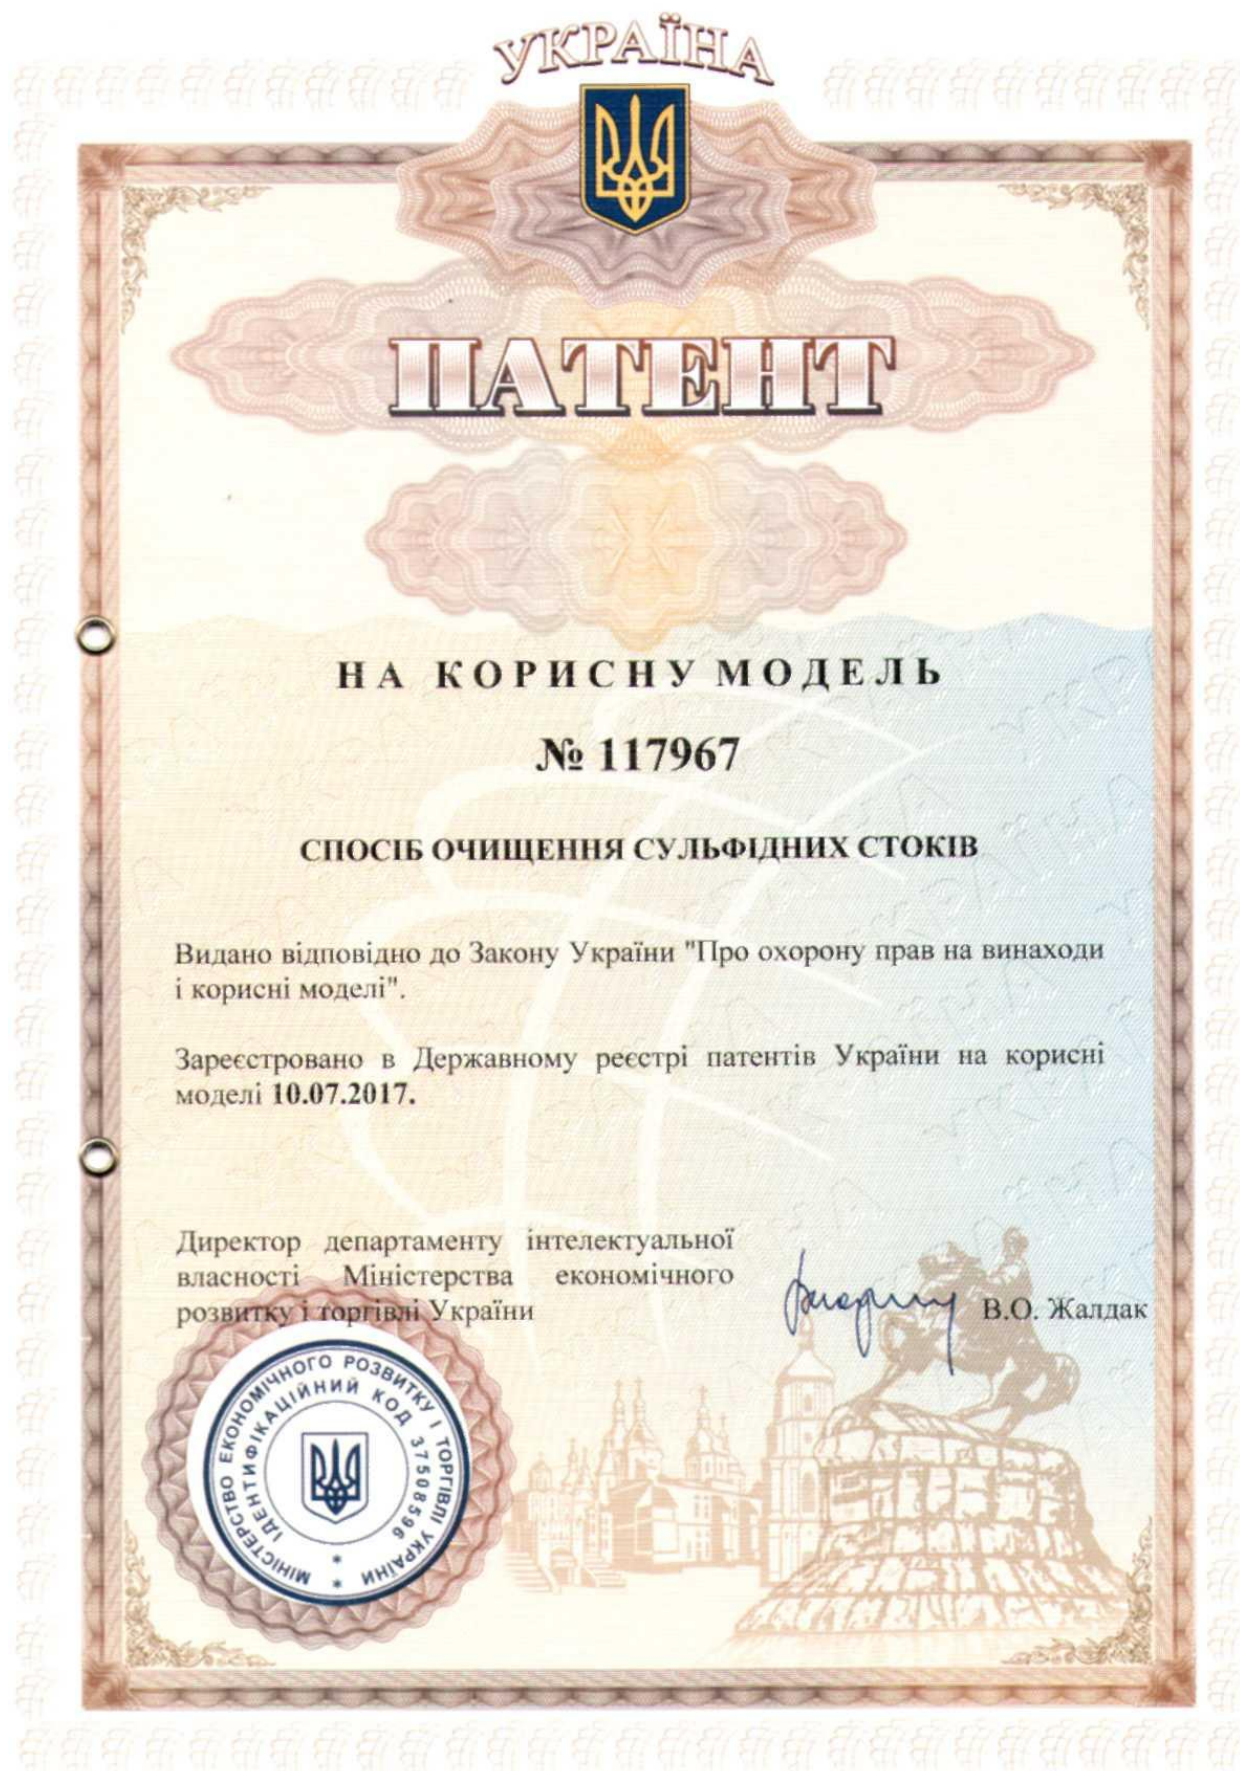 УКРАЇНА
ПАТЕНТ
НА КОРИСНУ МОДЕЛЬ
№ 117967
СПОСІБ ОЧИЩЕННЯ СУЛЬФІДНИХ СТОКІВ
Видано відповідно до Закону України "Про охорону прав на винаходи
і корисні моделі".
Зареєстровано в Державному реєстрі патентів України на корисні
моделі 10.07.2017.
Директор департаменту інтелектуальної
власності Міністерства економічного
розвитку і торгівлі України
В.О. Жалдак
МІНІСТЕРСТВО ЕКОНОМІЧНОГО РОЗВИТКУ І ТОРГІВЛІ УКРАЇНИ *
ІДЕНТИФІКАЦІЙНИЙ КОД 37508596 *